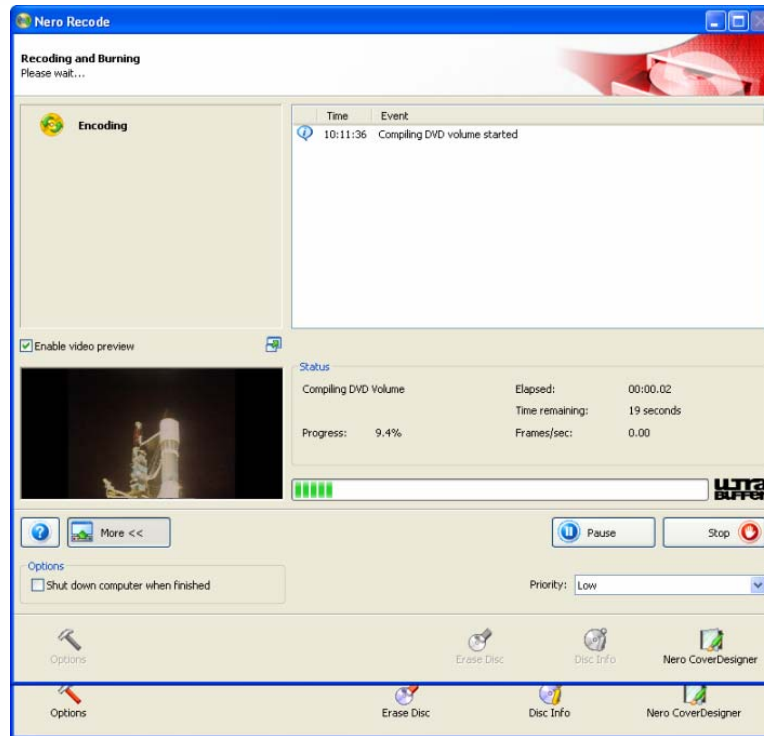 Nero Recode
Recoding and Burning
Please wait...
Encoding
Time Event
10:11:36 Compiling DVD volume started
Enable video preview
Status
Compiling DVD Volume Elapsed: 00:00.02
Time remaining: 19 seconds
Progress: 9.4% Frames/sec: 0.00
ULTRA
BUFFER
More << Pause Stop
Options
Shut down computer when finished Priority: Low
Options Erase Disc Disc Info Nero CoverDesigner
Options Erase Disc Disc Info Nero CoverDesigner